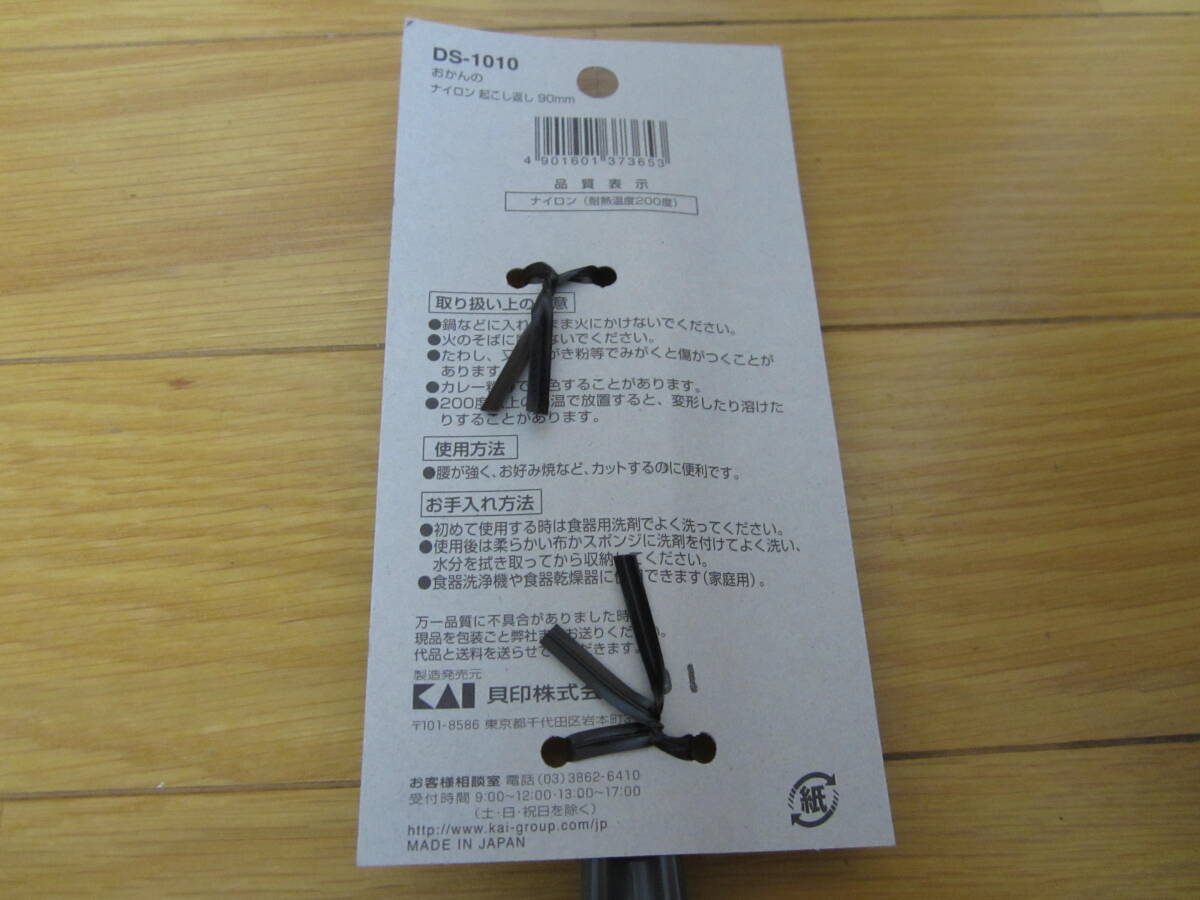 DS-1010
おかんの
ナイロン 起こし返し 90mm
4 901601 373653
品質表示
ナイロン（耐熱温度200度）
取り扱い上の 意
●鍋などに入れ まま火にかけないでください。
●火のそばに ないでください。
●たわし、又 がき粉等でみがくと傷がつくことが
あります
●カレー粉 で 色することがあります。
●200度 上の 温で放置すると、変形したり溶けた
りすることがあります。
使用方法
●腰が強く、お好み焼など、カットするのに便利です。
お手入れ方法
●初めて使用する時は食器用洗剤でよく洗ってください。
●使用後は柔らかい布かスポンジに洗剤を付けてよく洗い、
水分を拭き取ってから収納 てください。
●食器洗浄機や食器乾燥器に 用できます（家庭用）。
万一品質に不具合がありました時
現品を包装ごと弊社ま お送りくだ い。
代品と送料を送らせて だきます
製造発売元
KAI 貝印株式会
〒101-8586 東京都千代田区岩本町
お客様相談室 電話（03）3862-6410
受付時間 9:00〜12:00・13:00〜17:00
（土・日・祝日を除く）
http://www.kai-group.com/jp
MADE IN JAPAN
紙